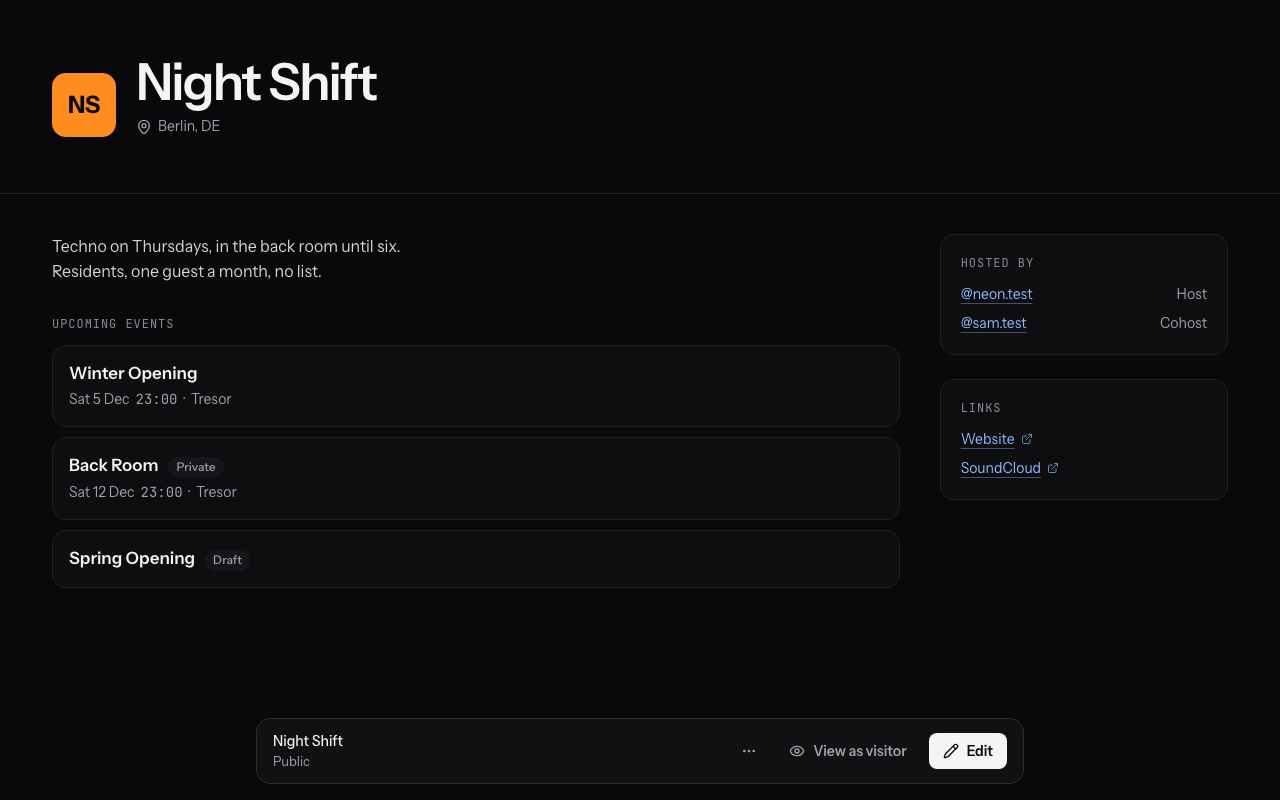 NS
Night Shift
Berlin, DE
Techno on Thursdays, in the back room until six.
Residents, one guest a month, no list.
UPCOMING EVENTS
Winter Opening
Sat 5 Dec 23:00 · Tresor
Back Room Private
Sat 12 Dec 23:00 · Tresor
Spring Opening Draft
HOSTED BY
@neon.test Host
@sam.test Cohost
LINKS
Website
SoundCloud
Night Shift
Public
View as visitor
Edit